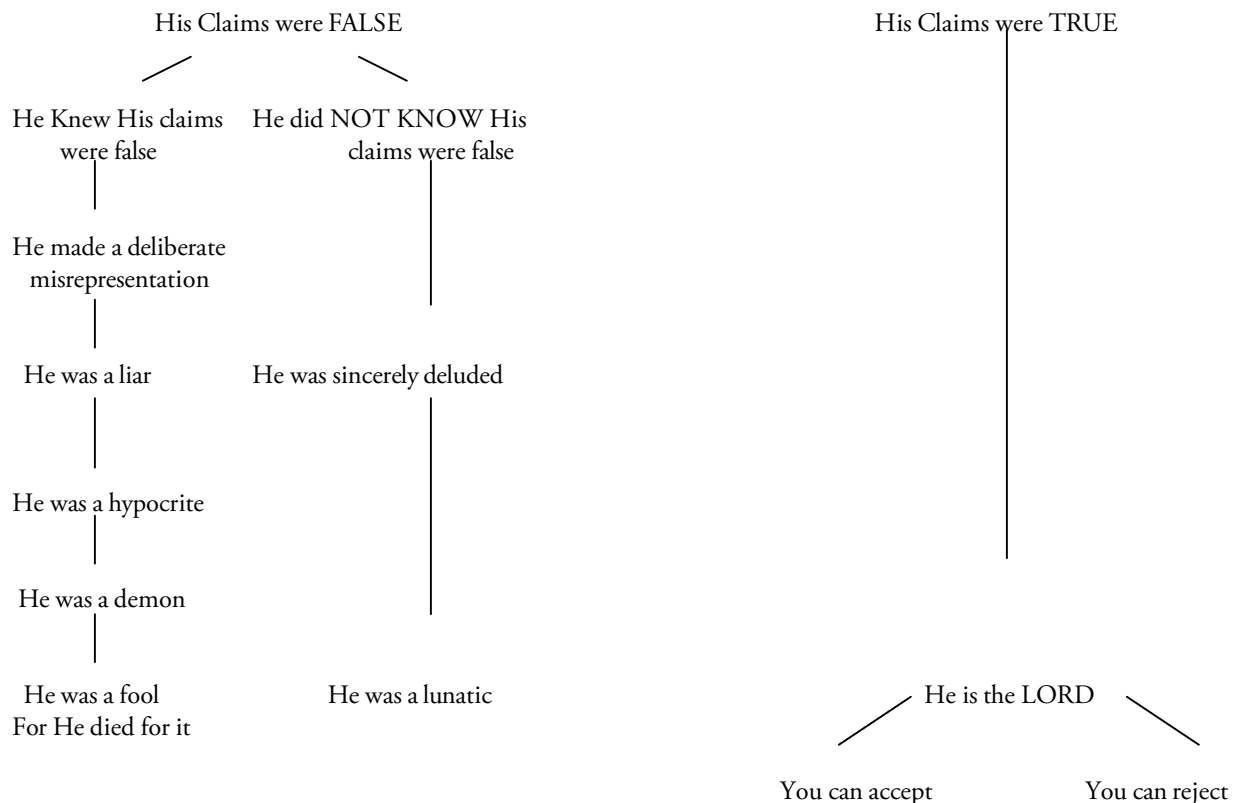 His Claims were FALSE
His Claims were TRUE
He Knew His claims
were false
He did NOT KNOW His
claims were false
He made a deliberate
misrepresentation
He was a liar
He was sincerely deluded
He was a hypocrite
He was a demon
He was a fool
For He died for it
He was a lunatic
He is the LORD
You can accept
You can reject